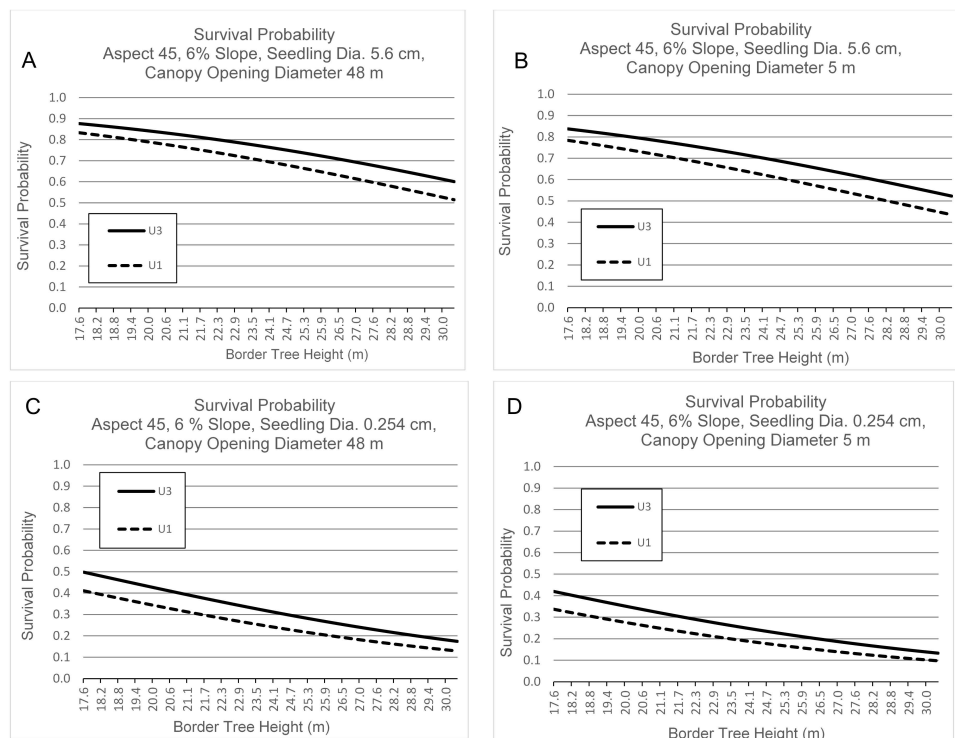 A
Survival Probability
Aspect 45, 6% Slope, Seedling Dia. 5.6 cm,
Canopy Opening Diameter 48 m
Survival Probability
1.0
0.9
0.8
0.7
0.6
0.5
0.4
0.3
0.2
0.1
0.0
U3
U1
17.6 18.2 18.8 19.4 20.0 20.6 21.1 21.7 22.3 22.9 23.5 24.1 24.7 25.3 25.9 26.5 27.0 27.6 28.2 28.8 29.4 30.0
Border Tree Height (m)
B
Survival Probability
Aspect 45, 6% Slope, Seedling Dia. 5.6 cm,
Canopy Opening Diameter 5 m
Survival Probability
1.0
0.9
0.8
0.7
0.6
0.5
0.4
0.3
0.2
0.1
0.0
U3
U1
17.6 18.2 18.8 19.4 20.0 20.6 21.1 21.7 22.3 22.9 23.5 24.1 24.7 25.3 25.9 26.5 27.0 27.6 28.2 28.8 29.4 30.0
Border Tree Height (m)
C
Survival Probability
Aspect 45, 6 % Slope, Seedling Dia. 0.254 cm,
Canopy Opening Diameter 48 m
Survival Probability
1.0
0.9
0.8
0.7
0.6
0.5
0.4
0.3
0.2
0.1
0.0
U3
U1
17.6 18.2 18.8 19.4 20.0 20.6 21.1 21.7 22.3 22.9 23.5 24.1 24.7 25.3 25.9 26.5 27.0 27.6 28.2 28.8 29.4 30.0
Border Tree Height (m)
D
Survival Probability
Aspect 45, 6% Slope, Seedling Dia. 0.254 cm,
Canopy Opening Diameter 5 m
Survival Probability
1.0
0.9
0.8
0.7
0.6
0.5
0.4
0.3
0.2
0.1
0.0
U3
U1
17.6 18.2 18.8 19.4 20.0 20.6 21.1 21.7 22.3 22.9 23.5 24.1 24.7 25.3 25.9 26.5 27.0 27.6 28.2 28.8 29.4 30.0
Border Tree Height (m)